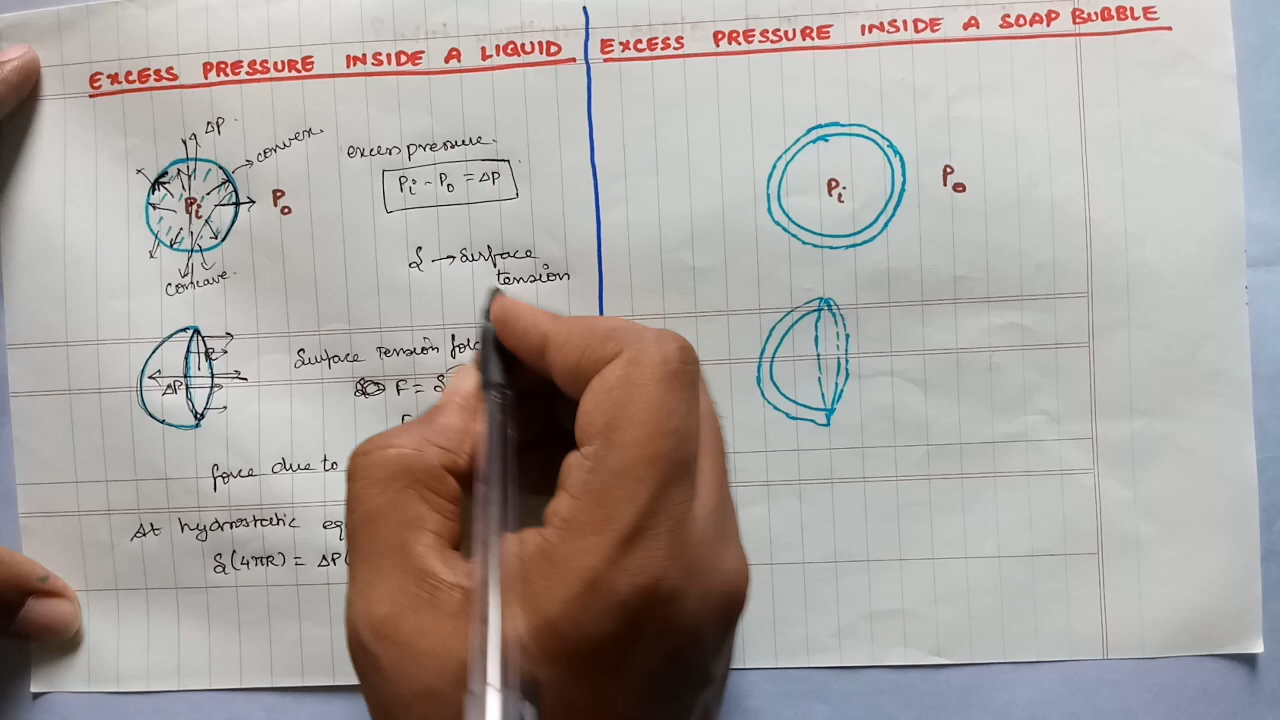 EXCESS PRESSURE INSIDE A LIQUID
ΔP
convex
Pi
Po
concave
excess pressure.
Pi - Po = ΔP
S → Surface
tension
R
ΔP
Surface Tension
F = S
force due to
At hydrostatic
S(4πR) = ΔP(
EXCESS PRESSURE INSIDE A SOAP BUBBLE
Pi
Po